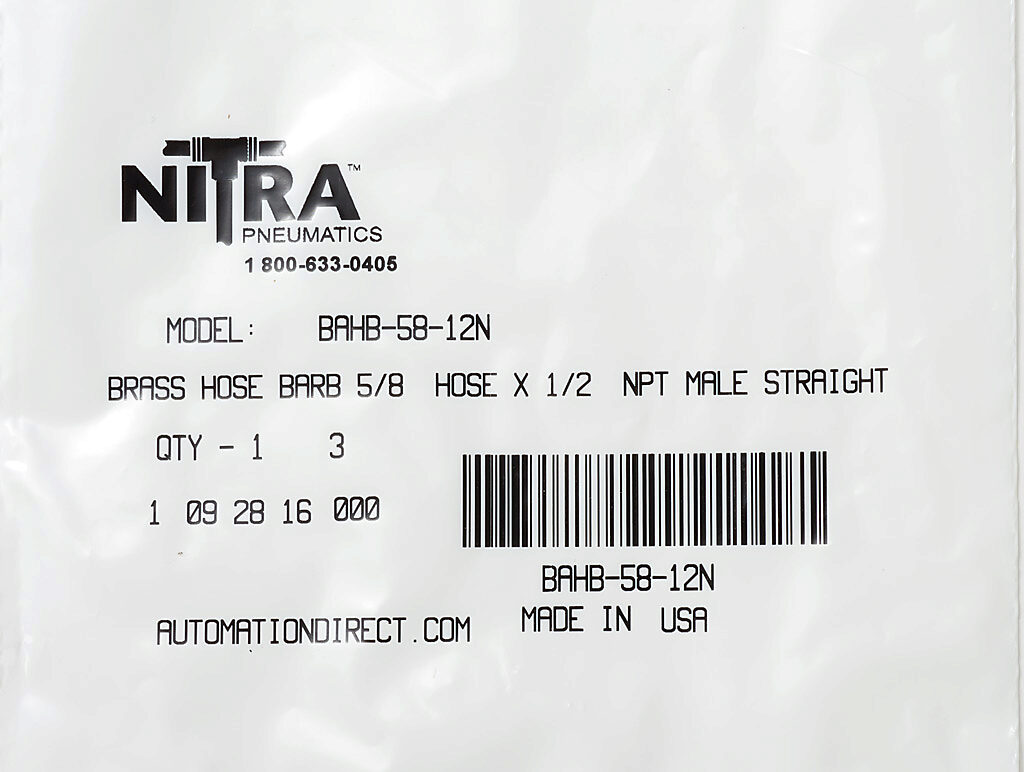 NITRA™
PNEUMATICS
1 800-633-0405
MODEL: BAHB-58-12N
BRASS HOSE BARB 5/8 HOSE X 1/2 NPT MALE STRAIGHT
QTY - 1 3
1 09 28 16 000
BAHB-58-12N
MADE IN USA
AUTOMATIONDIRECT.COM